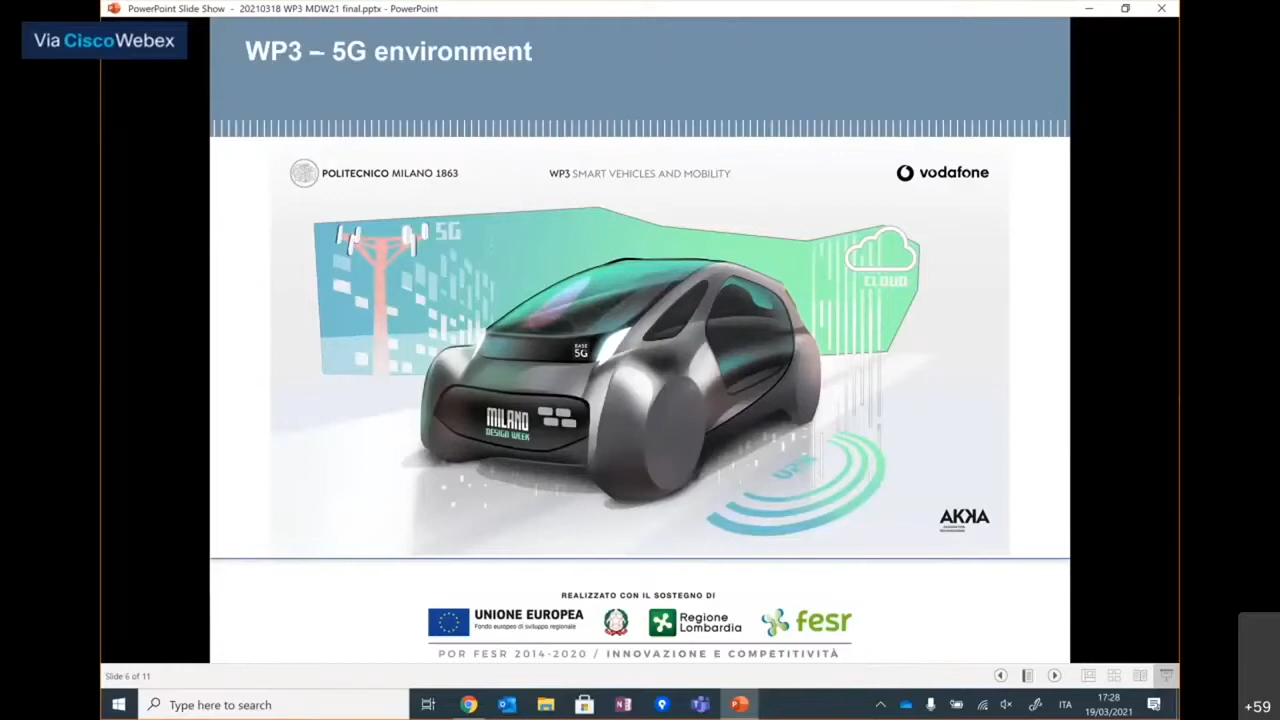 PowerPoint Slide Show - 20210318 WP3 MDW21 final.pptx - PowerPoint
Via CiscoWebex
WP3 – 5G environment
POLITECNICO MILANO 1863
WP3 SMART VEHICLES AND MOBILITY
vodafone
5G
CLOUD
BASE
5G
MILANO
DESIGN WEEK
AKKA
REALIZZATO CON IL SOSTEGNO DI
UNIONE EUROPEA
Fondo europeo di sviluppo regionale
Regione
Lombardia
fesr
POR FESR 2014-2020 / INNOVAZIONE E COMPETITIVITÀ
Slide 6 of 11
Type here to search
ITA
17:28
19/03/2021
+59